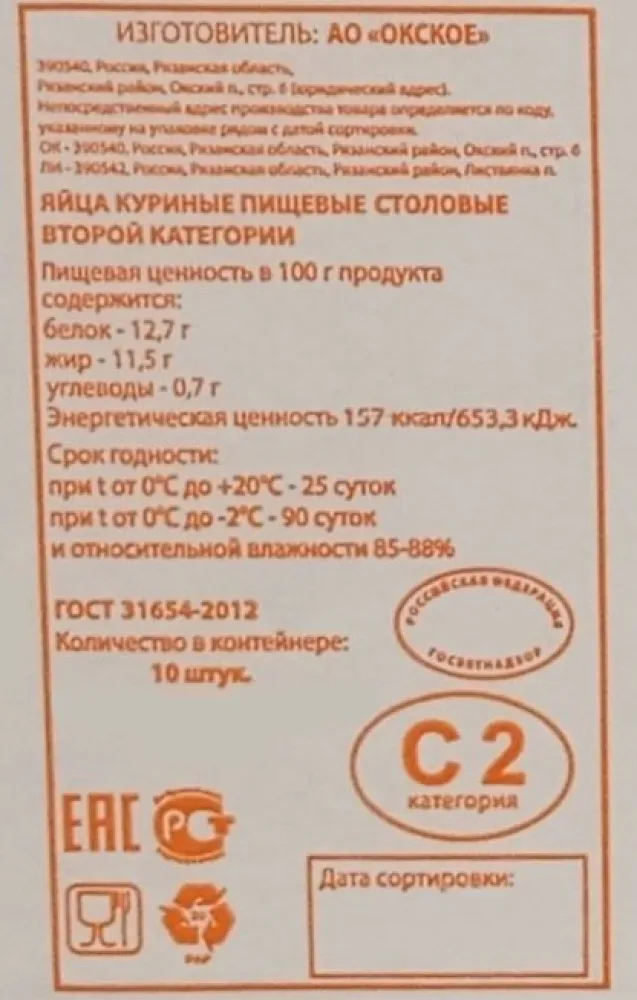 ИЗГОТОВИТЕЛЬ: АО «ОКСКОЕ»
390540, Россия, Рязанская область,
Рязанский район, Окский п., стр. 6 (юридический адрес).
Непосредственный адрес производства товара определяется по коду,
указанному на упаковке рядом с датой сортировки.
ОК - 390540, Россия, Рязанская область, Рязанский район, Окский п., стр. 6
ЛИ - 390542, Россия, Рязанская область, Рязанский район, Листвянка п.
ЯЙЦА КУРИНЫЕ ПИЩЕВЫЕ СТОЛОВЫЕ
ВТОРОЙ КАТЕГОРИИ
Пищевая ценность в 100 г продукта
содержится:
белок - 12,7 г
жир - 11,5 г
углеводы - 0,7 г
Энергетическая ценность 157 ккал/653,3 кДж.
Срок годности:
при t от 0°С до +20°С - 25 суток
при t от 0°С до -2°С - 90 суток
и относительной влажности 85-88%
ГОСТ 31654-2012
Количество в контейнере:
10 штук.
РОССИЙСКАЯ ФЕДЕРАЦИЯ
ГОСВЕТНАДЗОР
С 2
категория
ЕАС
РСТ
Дата сортировки:
20
PAP